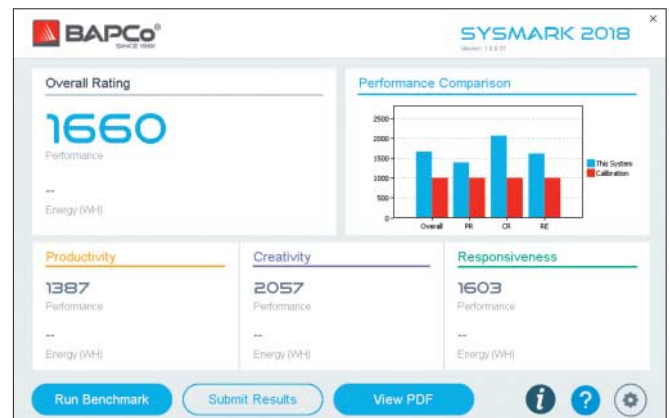 BAPCo®
SINCE 1991
SYSMARK 2018
×
Overall Rating
1660
Performance
--
Energy (WH)
Performance Comparison
2500
2000
1500
1000
500
0
Overall PR CR RE
This System
Calibration
Productivity
1387
Performance
--
Energy (WH)
Creativity
2057
Performance
--
Energy (WH)
Responsiveness
1603
Performance
--
Energy (WH)
Run Benchmark
Submit Results
View PDF
i
?